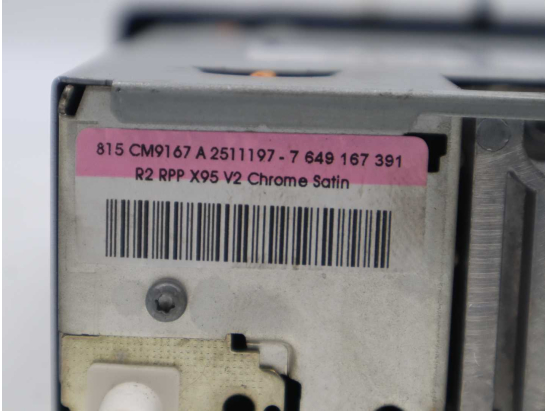 815 CM9167 A 2511197 - 7 649 167 391
R2 RPP X95 V2 Chrome Satin